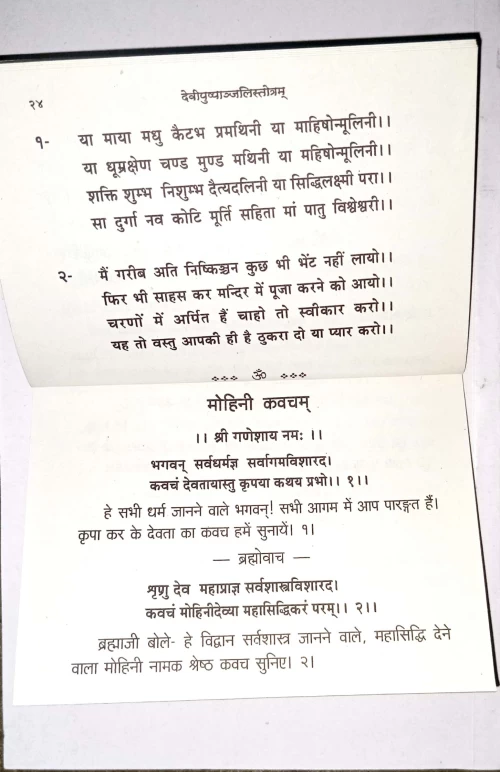 २४
देवीपुष्पाञ्जलिस्तोत्रम्
१- या माया मधु कैटभ प्रमथिनी या माहिषोन्मूलिनी।।
या धूम्रक्षेण चण्ड मुण्ड मथिनी या महिषोन्मूलिनी।।
शक्ति शुम्भ निशुम्भ दैत्यदलिनी या सिद्धिलक्ष्मी परा।।
सा दुर्गा नव कोटि मूर्ति सहिता मां पातु विश्वेश्वरी।।
२- मैं गरीब अति निष्किञ्चन कुछ भी भेंट नहीं लायो।।
फिर भी साहस कर मन्दिर में पूजा करने को आयो।।
चरणों में अर्पित हैं चाहो तो स्वीकार करो।।
यह तो वस्तु आपकी ही है ठुकरा दो या प्यार करो।।
ॐ
मोहिनी कवचम्
।। श्री गणेशाय नमः ।।
भगवन् सर्वधर्मज्ञ सर्वागमविशारद।
कवचं देवतायास्तु कृपया कथय प्रभो।। १।।
हे सभी धर्म जानने वाले भगवन्! सभी आगम में आप पारङ्गत हैं।
कृपा कर के देवता का कवच हमें सुनायें। १।
— ब्रह्मोवाच —
शृणु देव महाप्राज्ञ सर्वशास्त्रविशारद।
कवचं मोहिनीदेव्या महासिद्धिकरं परम्।। २।।
ब्रह्माजी बोले- हे विद्वान सर्वशास्त्र जानने वाले, महासिद्धि देने
वाला मोहिनी नामक श्रेष्ठ कवच सुनिए। २।